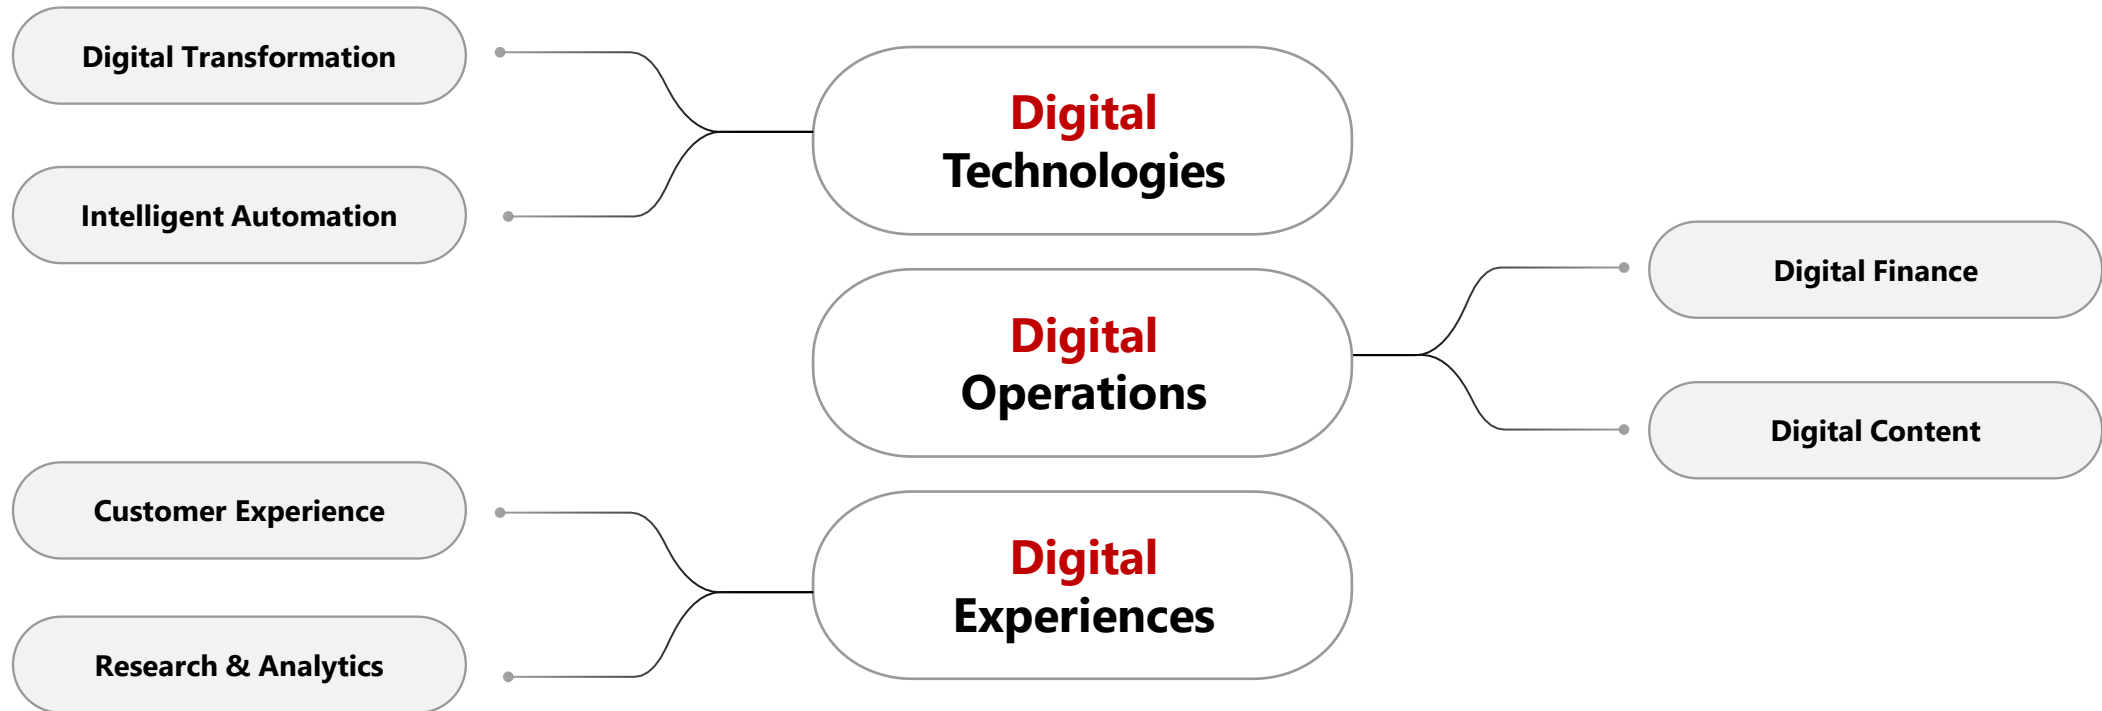 Digital Transformation
Intelligent Automation
Digital
Technologies
Digital
Operations
Digital Finance
Digital Content
Customer Experience
Research & Analytics
Digital
Experiences